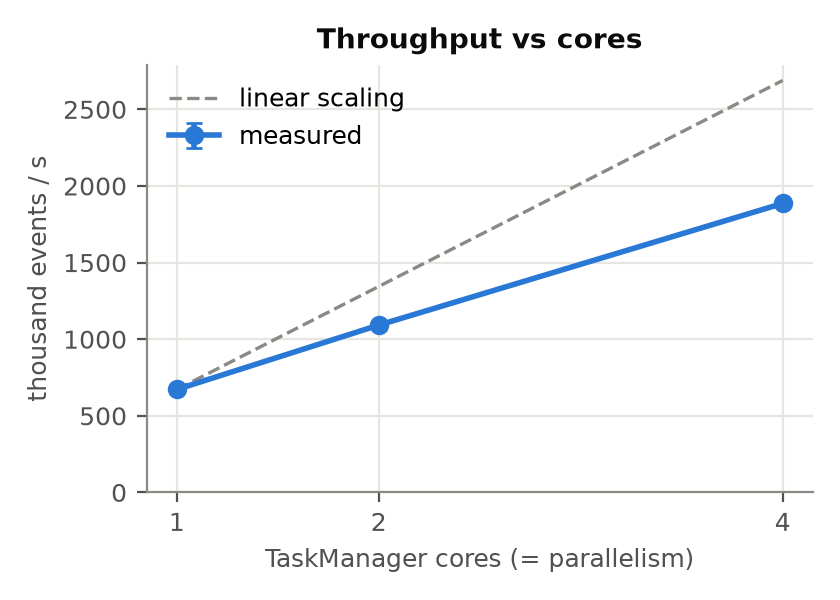 Throughput vs cores
linear scaling
measured
thousand events / s
2500
2000
1500
1000
500
0
1 2 4
TaskManager cores (= parallelism)